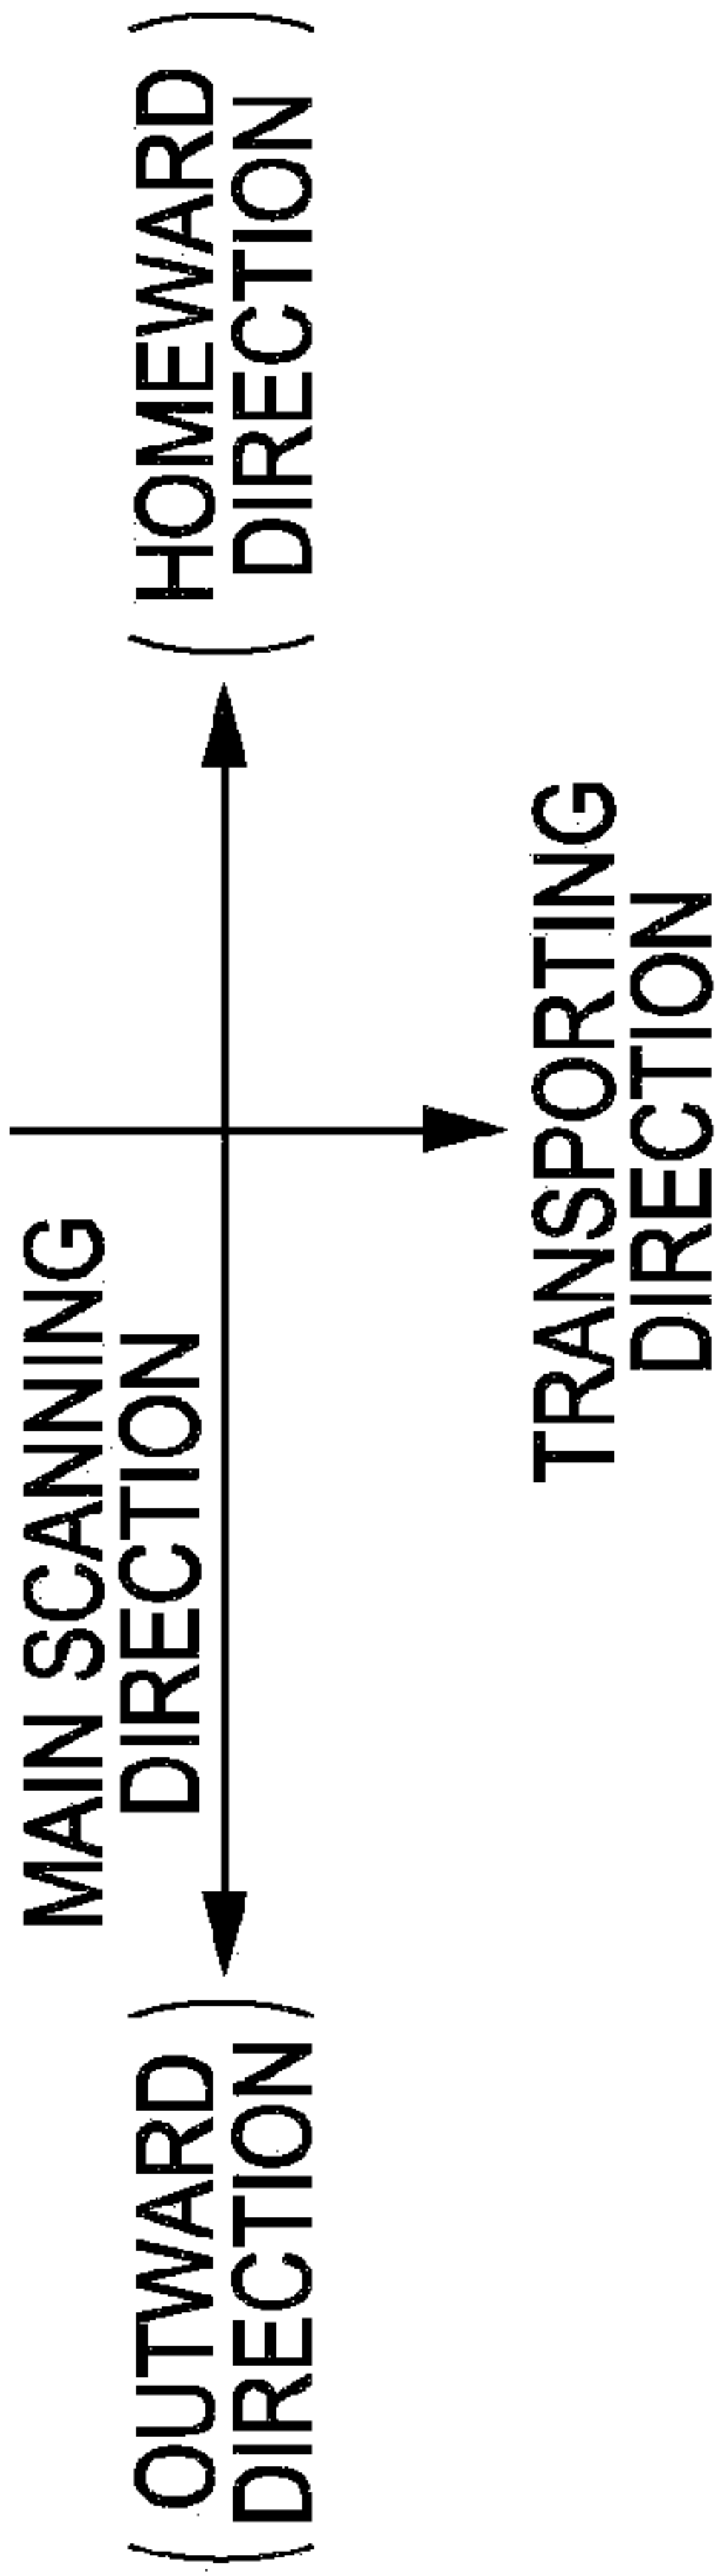 MAIN SCANNING
DIRECTION
(OUTWARD
DIRECTION)
(HOMEWARD
DIRECTION)
TRANSPORTING
DIRECTION